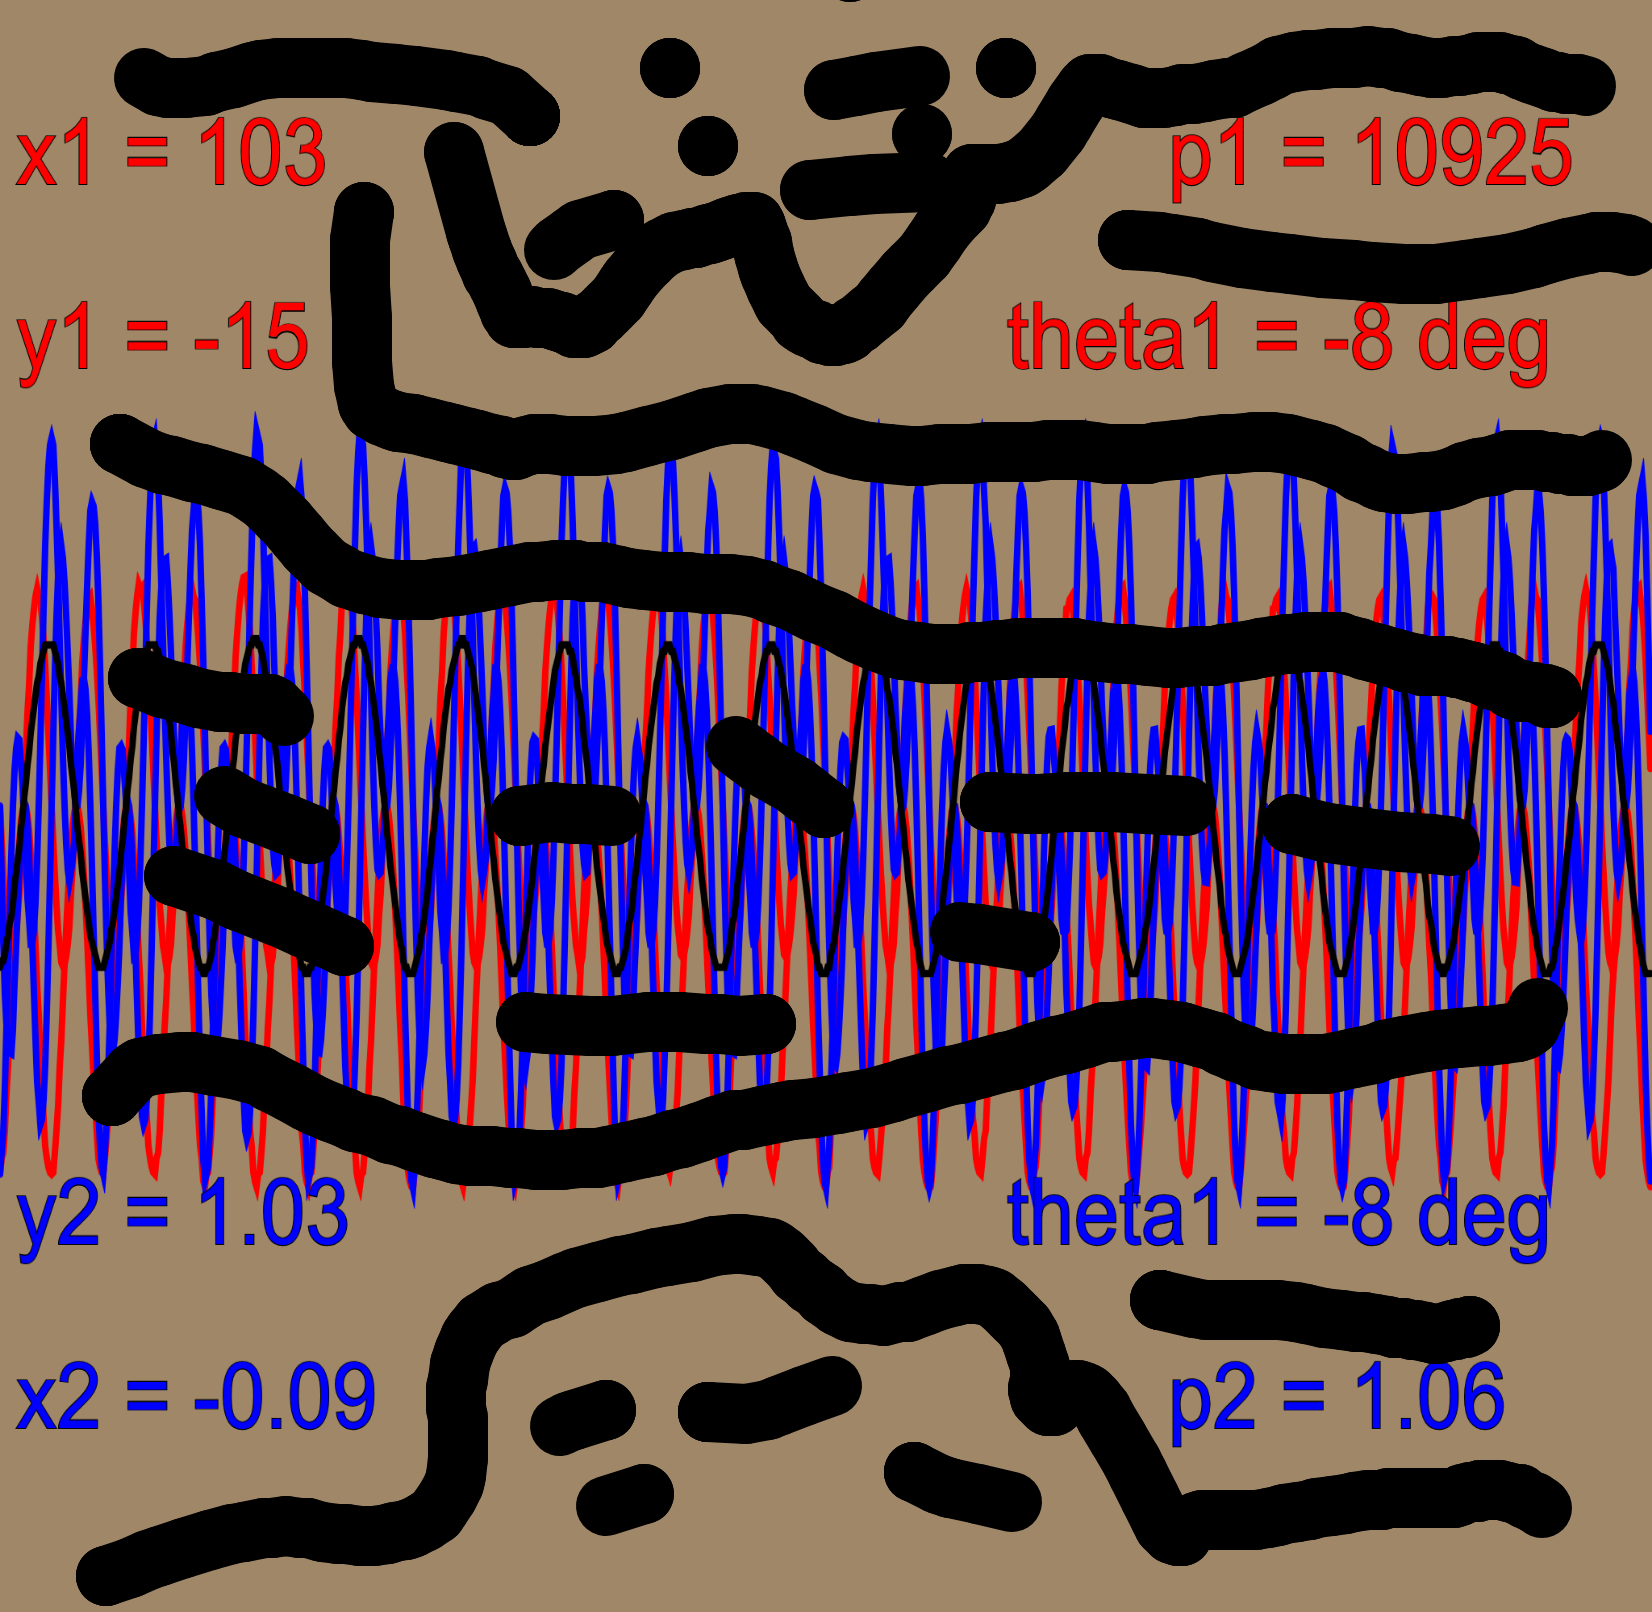 x1 = 103 p1 = 10925
y1 = -15 theta1 = -8 deg
y2 = 1.03 theta1 = -8 deg
x2 = -0.09 p2 = 1.06